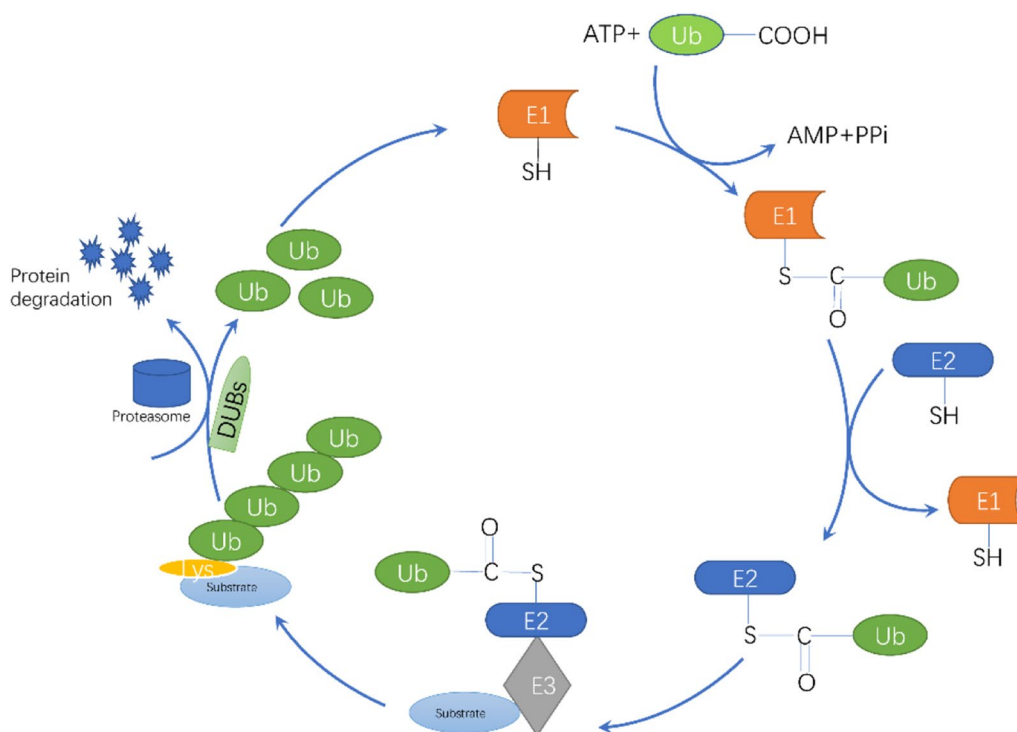 ATP+ Ub COOH
E1
SH
AMP+PPi
E1
S C Ub
O
E2
SH
E1
SH
E2
S C Ub
O
O
Ub C S
E2
E3
Substrate
Ub
Ub
Ub
Ub
Lys
Substrate
DUBs
Proteasome
Protein
degradation
Ub
Ub
Ub